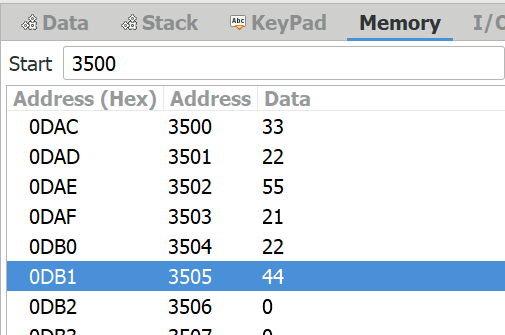 Data Stack Abc KeyPad Memory
Start 3500
Address (Hex) Address Data
0DAC 3500 33
0DAD 3501 22
0DAE 3502 55
0DAF 3503 21
0DB0 3504 22
0DB1 3505 44
0DB2 3506 0